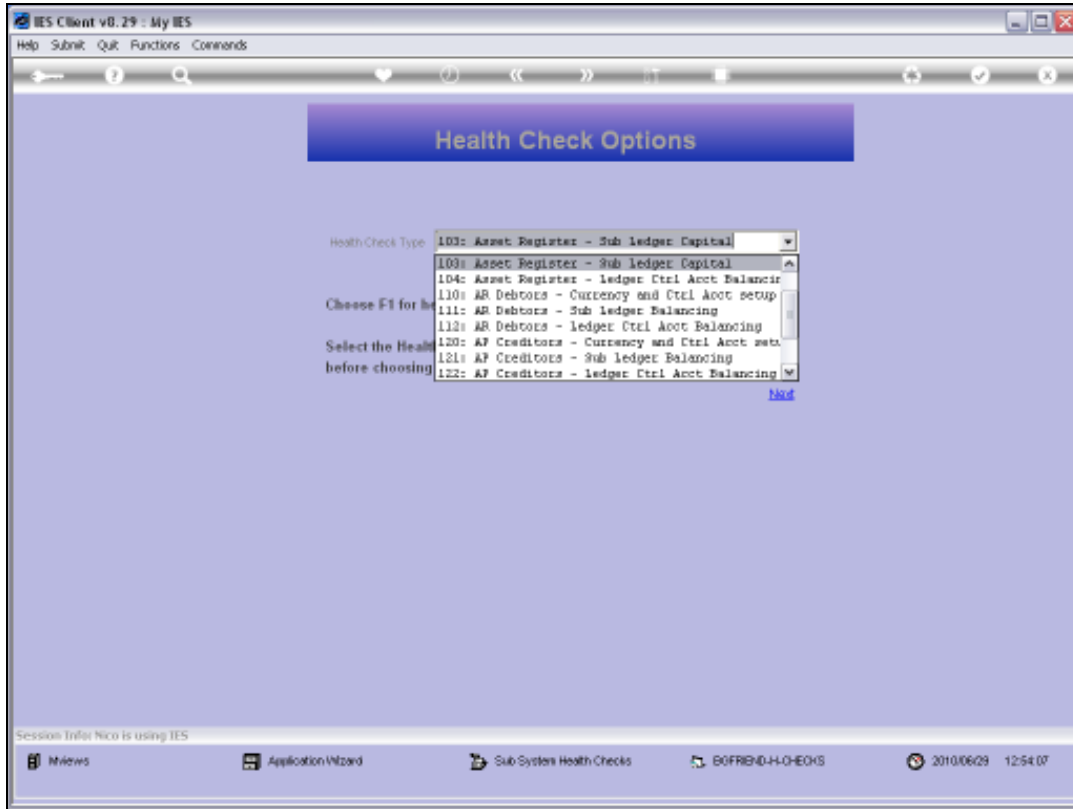 IES Client v8.29 : My IES
Help Submit Quit Functions Commands
Health Check Options
Health Check Type 103: Asset Register - Sub ledger Capital
103: Asset Register - Sub ledger Capital
104: Asset Register - ledger Ctrl Acct Balancin
110: AR Debtors - Currency and Ctrl Acct setup
Choose F1 for he
111: AR Debtors - Sub ledger Balancing
112: AR Debtors - ledger Ctrl Acct Balancing
120: AP Creditors - Currency and Ctrl Acct setu
Select the Healt
121: AP Creditors - Sub ledger Balancing
before choosing
122: AP Creditors - ledger Ctrl Acct Balancing
Next
Session Info: Nico is using IES
Mviews Application Wizard Sub System Health Checks BGFRIEND-H-CHECKS 2010/06/29 12:54:07